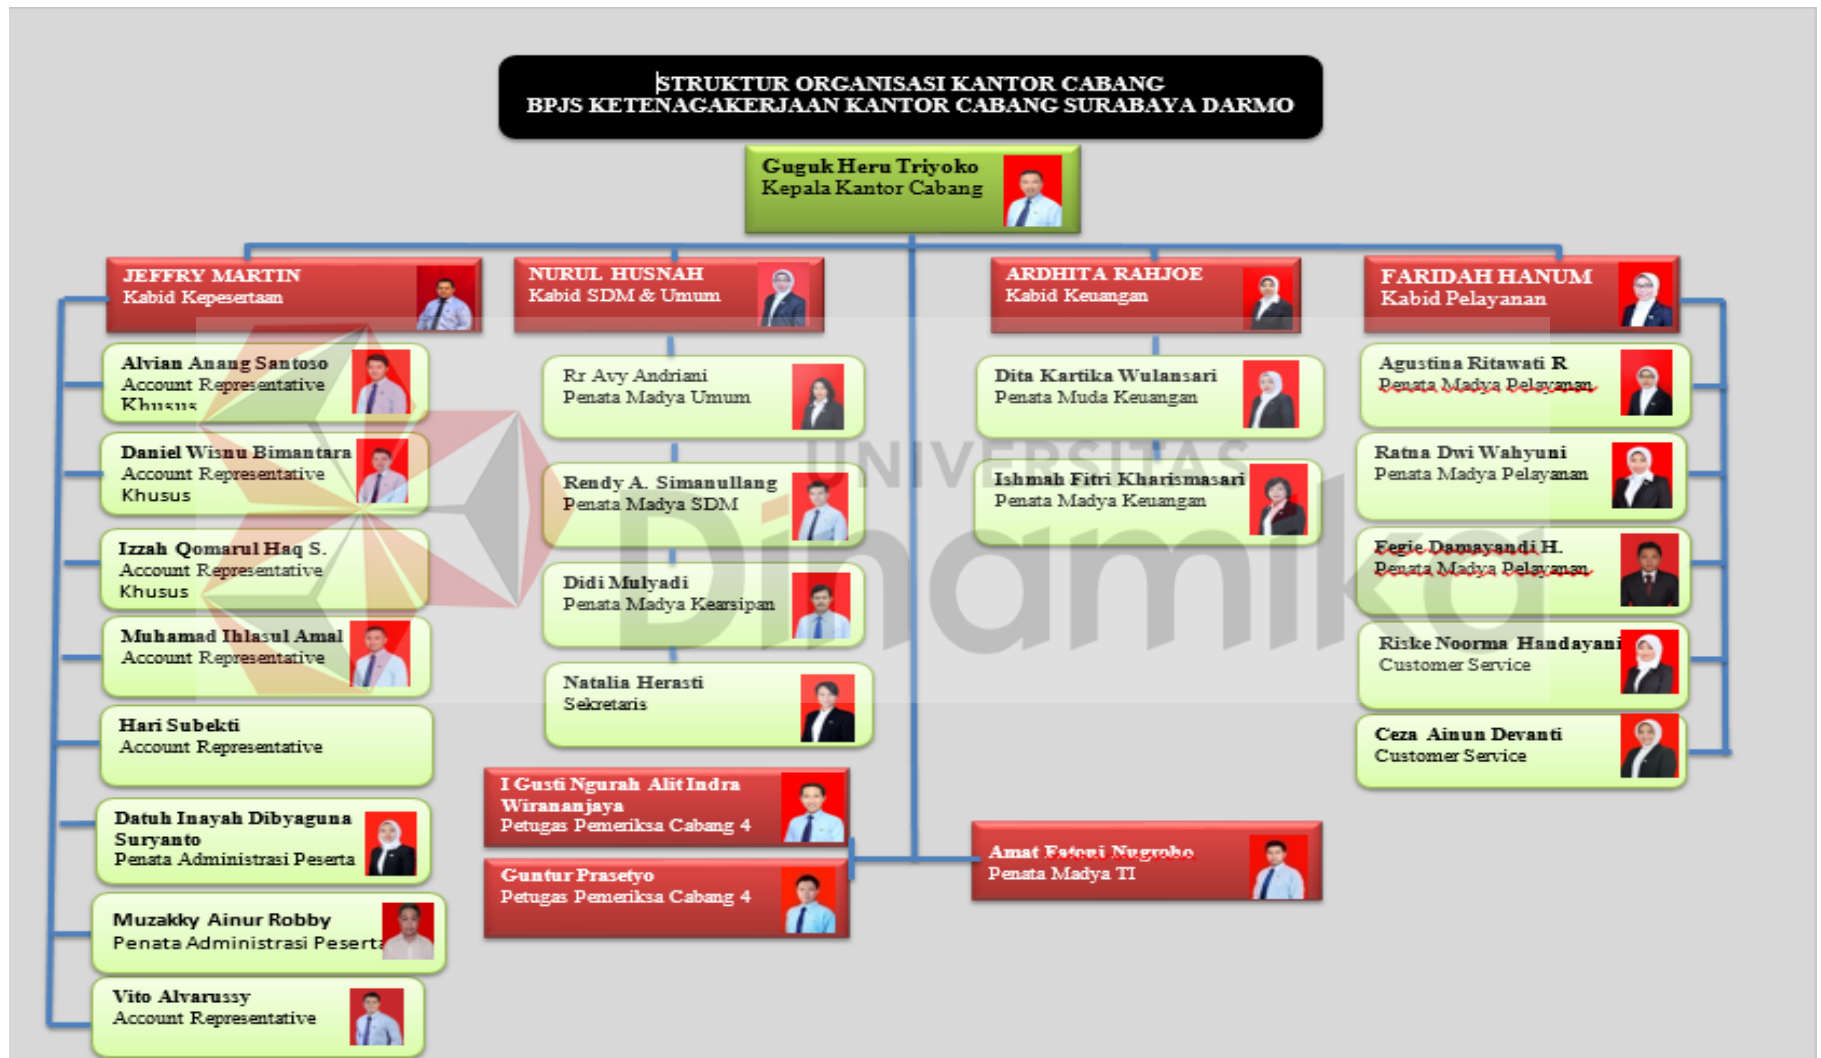 STRUKTUR ORGANISASI KANTOR CABANG
BPJS KETENAGAKERJAAN KANTOR CABANG SURABAYA DARMO
Guguk Heru Triyoko
Kepala Kantor Cabang
JEFFRY MARTIN
Kabid Kepesertaan
Alvian Anang Santoso
Account Representative
Khusus
Daniel Wisnu Bimantara
Account Representative
Khusus
Izzah Qomarul Haq S.
Account Representative
Khusus
Muhamad Ihlasul Amal
Account Representative
Hari Subekti
Account Representative
Datuh Inayah Dibyaguna
Suryanto
Penata Administrasi Peserta
Muzakky Ainur Robby
Penata Administrasi Peserta
Vito Alvarussy
Account Representative
NURUL HUSNAH
Kabid SDM & Umum
Rr Avy Andriani
Penata Madya Umum
Rendy A. Simanullang
Penata Madya SDM
Didi Mulyadi
Penata Madya Kearsipan
Natalia Herasti
Sekretaris
I Gusti Ngurah Alit Indra
Wirananjaya
Petugas Pemeriksa Cabang 4
Guntur Prasetyo
Petugas Pemeriksa Cabang 4
ARDHITA RAHJOE
Kabid Keuangan
Dita Kartika Wulansari
Penata Muda Keuangan
Ishmah Fitri Kharismasari
Penata Madya Keuangan
Amat Fatoni Nugroho
Penata Madya TI
FARIDAH HANUM
Kabid Pelayanan
Agustina Ritawati R
Penata Madya Pelayanan
Ratna Dwi Wahyuni
Penata Madya Pelayanan
Fegie Damayandi H.
Penata Madya Pelayanan
Riske Noorma Handayani
Customer Service
Ceza Ainun Devanti
Customer Service
UNIVERSITAS
Dinamika